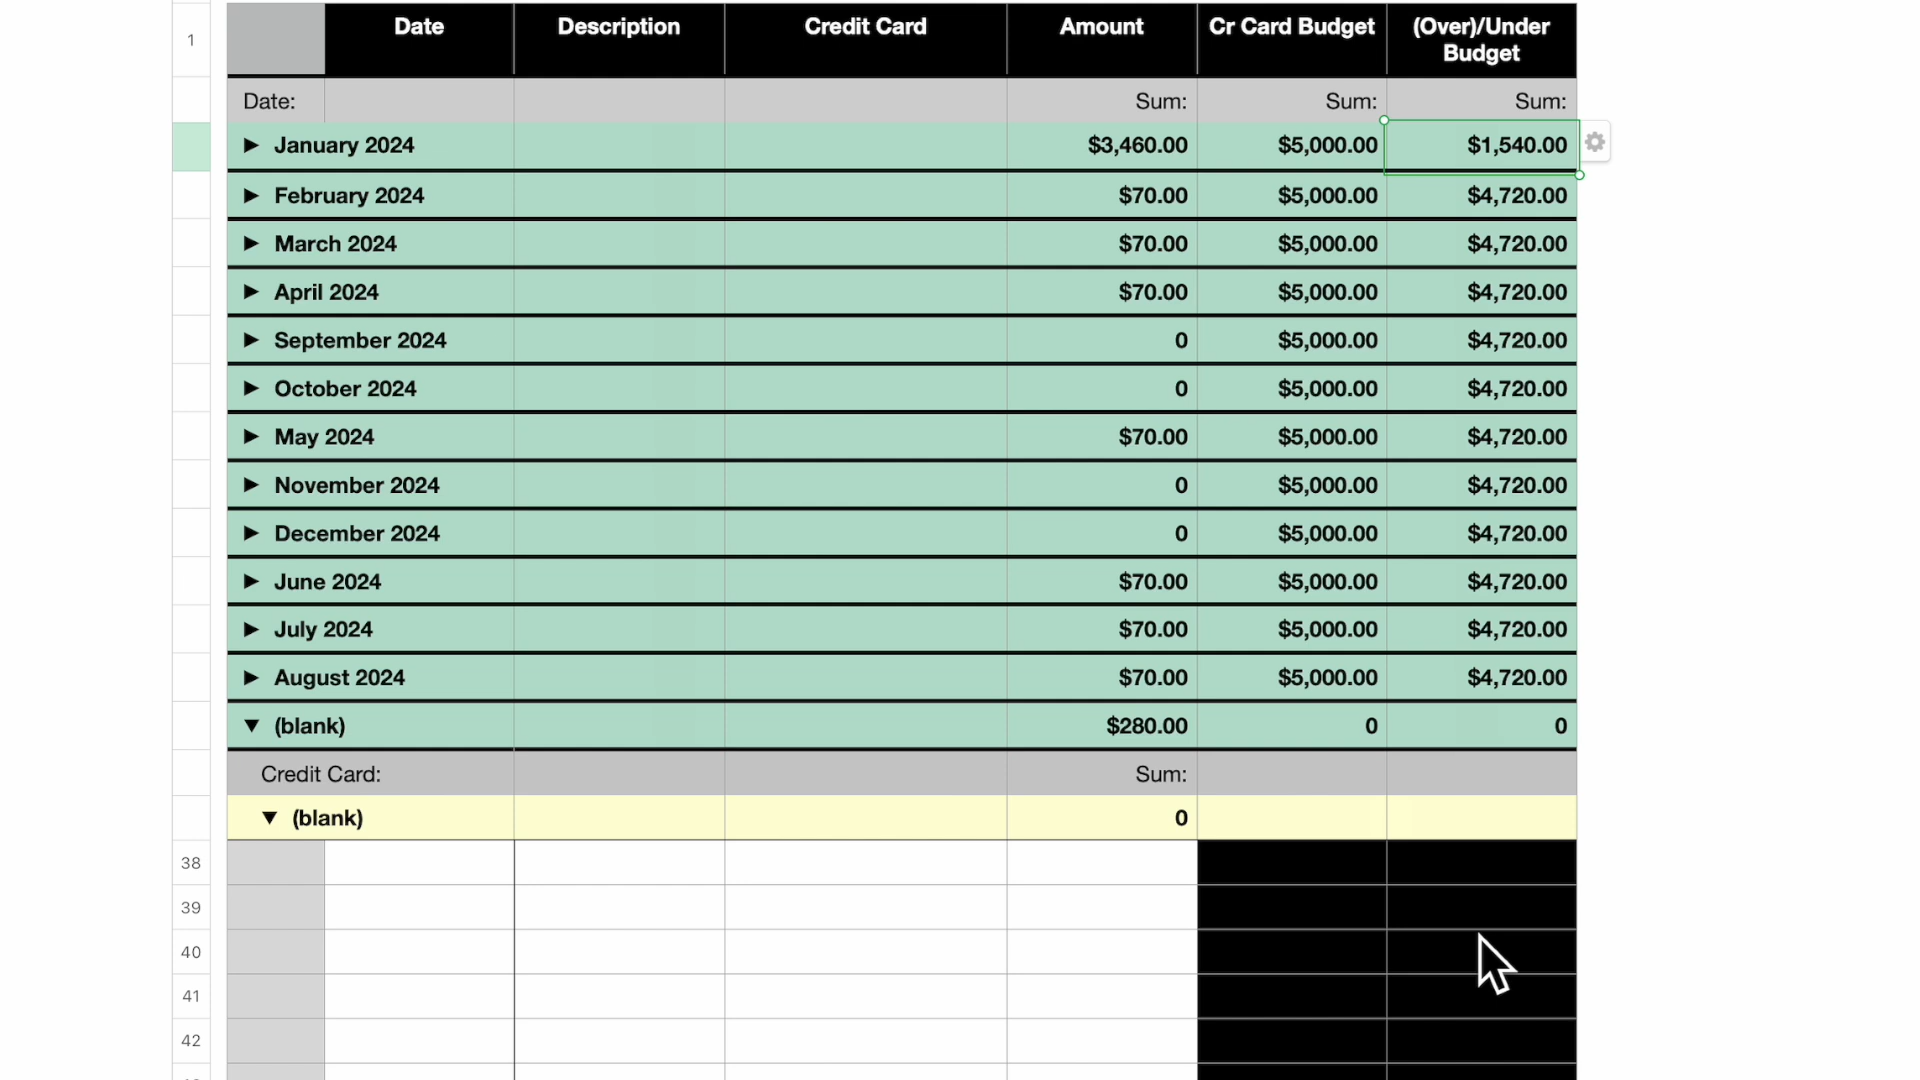 Date Description Credit Card Amount Cr Card Budget (Over)/Under
Budget
1
Date: Sum: Sum: Sum:
January 2024 $3,460.00 $5,000.00 $1,540.00
February 2024 $70.00 $5,000.00 $4,720.00
March 2024 $70.00 $5,000.00 $4,720.00
April 2024 $70.00 $5,000.00 $4,720.00
September 2024 0 $5,000.00 $4,720.00
October 2024 0 $5,000.00 $4,720.00
May 2024 $70.00 $5,000.00 $4,720.00
November 2024 0 $5,000.00 $4,720.00
December 2024 0 $5,000.00 $4,720.00
June 2024 $70.00 $5,000.00 $4,720.00
July 2024 $70.00 $5,000.00 $4,720.00
August 2024 $70.00 $5,000.00 $4,720.00
(blank) $280.00 0 0
Credit Card: Sum:
(blank) 0
38
39
40
41
42